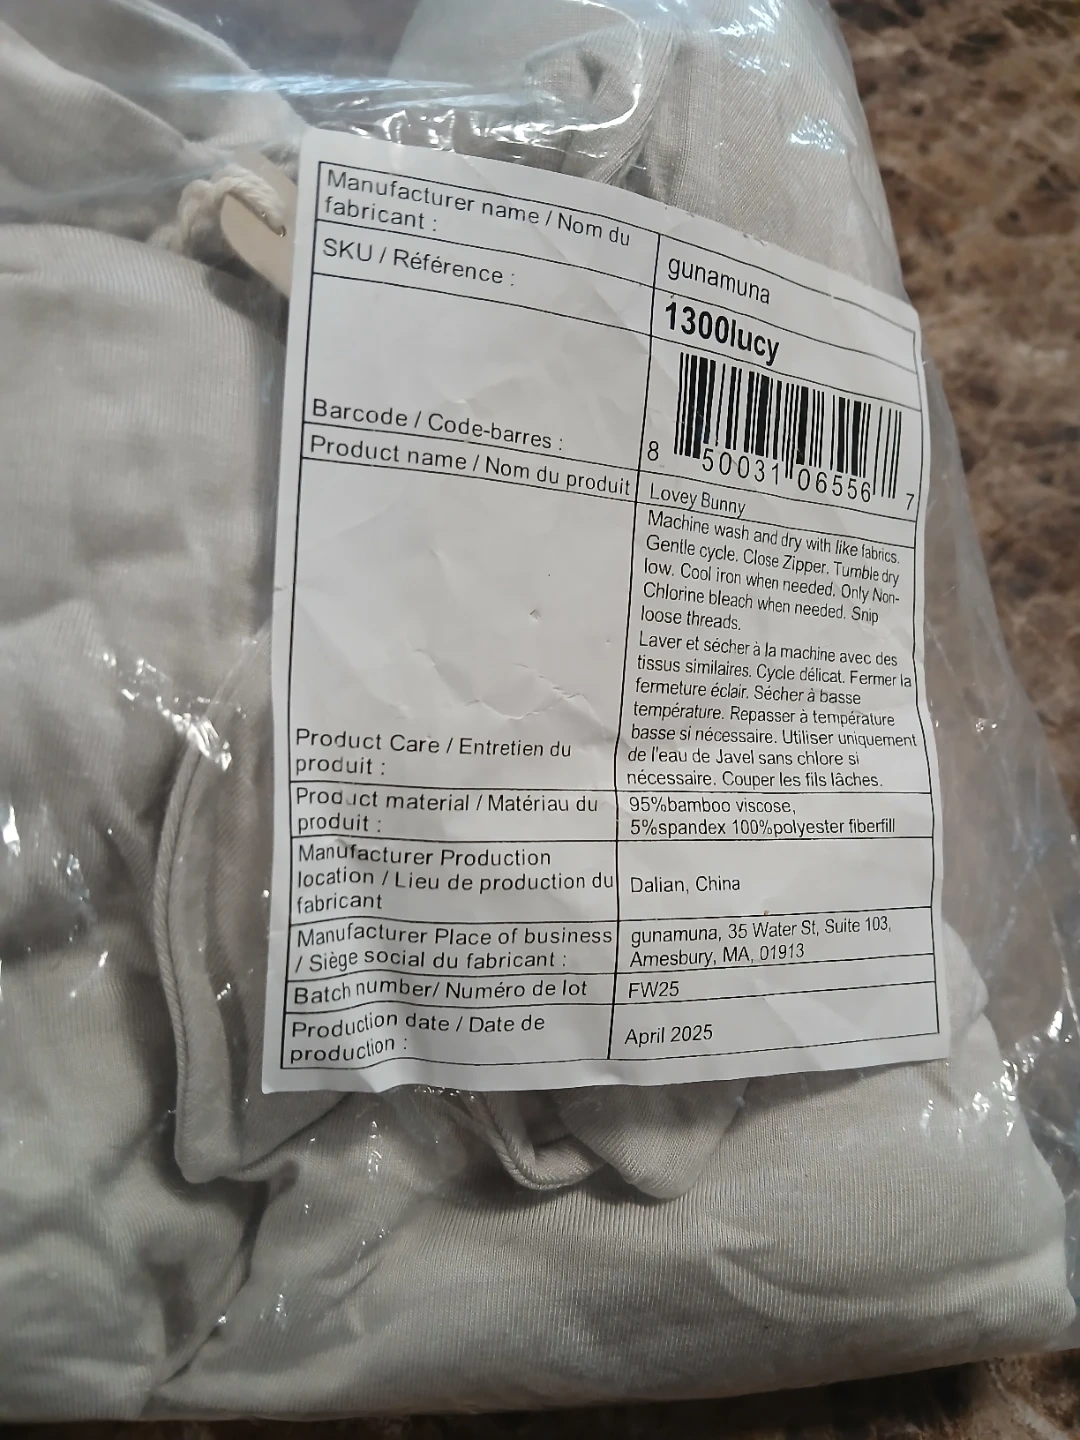 Manufacturer name / Nom du
fabricant :
gunamuna
SKU / Référence :
1300lucy
Barcode / Code-barres :
8 50031 06556 7
Product name / Nom du produit
Lovey Bunny
Product Care / Entretien du
produit :
Machine wash and dry with like fabrics.
Gentle cycle. Close Zipper. Tumble dry
low. Cool iron when needed. Only Non-
Chlorine bleach when needed. Snip
loose threads.
Laver et sécher à la machine avec des
tissus similaires. Cycle délicat. Fermer la
fermeture éclair. Sécher à basse
température. Repasser à température
basse si nécessaire. Utiliser uniquement
de l'eau de Javel sans chlore si
nécessaire. Couper les fils lâches.
Product material / Matériau du
produit :
95%bamboo viscose,
5%spandex 100%polyester fiberfill
Manufacturer Production
location / Lieu de production du
fabricant
Dalian, China
Manufacturer Place of business
/ Siège social du fabricant :
gunamuna, 35 Water St, Suite 103,
Amesbury, MA, 01913
Batch number/ Numéro de lot
FW25
Production date / Date de
production :
April 2025